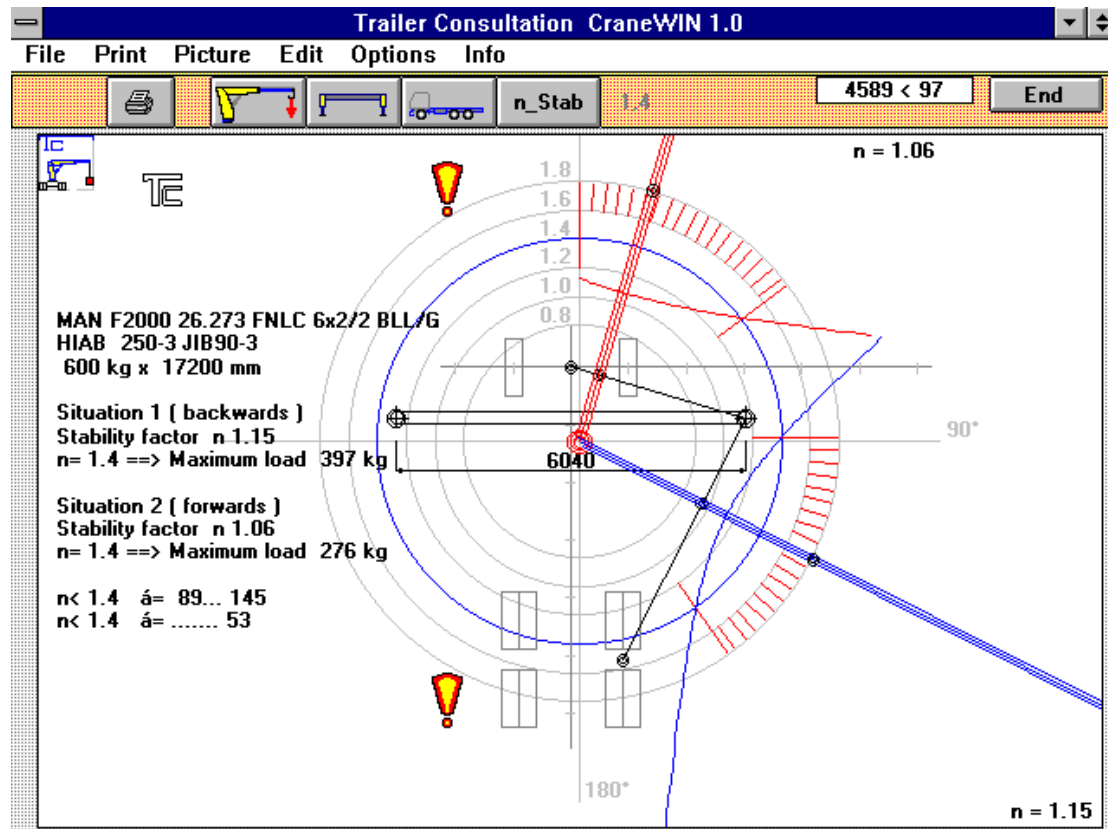 Trailer Consultation CraneWIN 1.0
File Print Picture Edit Options Info
n_Stab 1,4 4589 < 97 End
TC
TC
n = 1.06
1.8
1.6
1.4
1.2
1.0
0.8
MAN F2000 26.273 FNLC 6x2/2 BLL/G
HIAB 250-3 JIB90-3
600 kg x 17200 mm
Situation 1 ( backwards )
Stability factor n 1.15
n= 1.4 ==> Maximum load 397 kg
90°
6040
Situation 2 ( forwards )
Stability factor n 1.06
n= 1.4 ==> Maximum load 276 kg
n< 1.4 á= 89... 145
n< 1.4 á= ....... 53
180°
n = 1.15